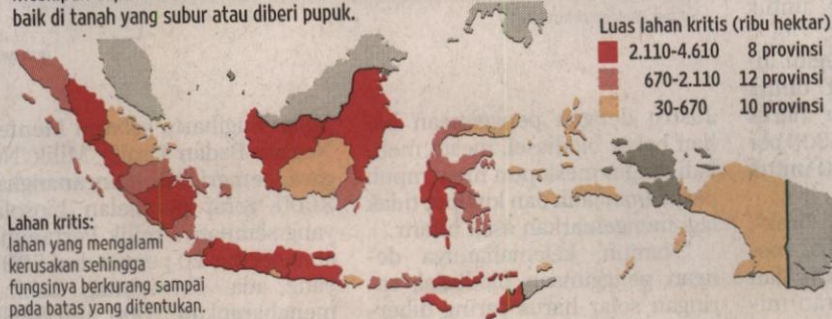 baik di tanah yang subur atau diberi pupuk.
Luas lahan kritis (ribu hektar)
2.110-4.610 8 provinsi
670-2.110 12 provinsi
30-670 10 provinsi
Lahan kritis:
lahan yang mengalami
kerusakan sehingga
fungsinya berkurang sampai
pada batas yang ditentukan.